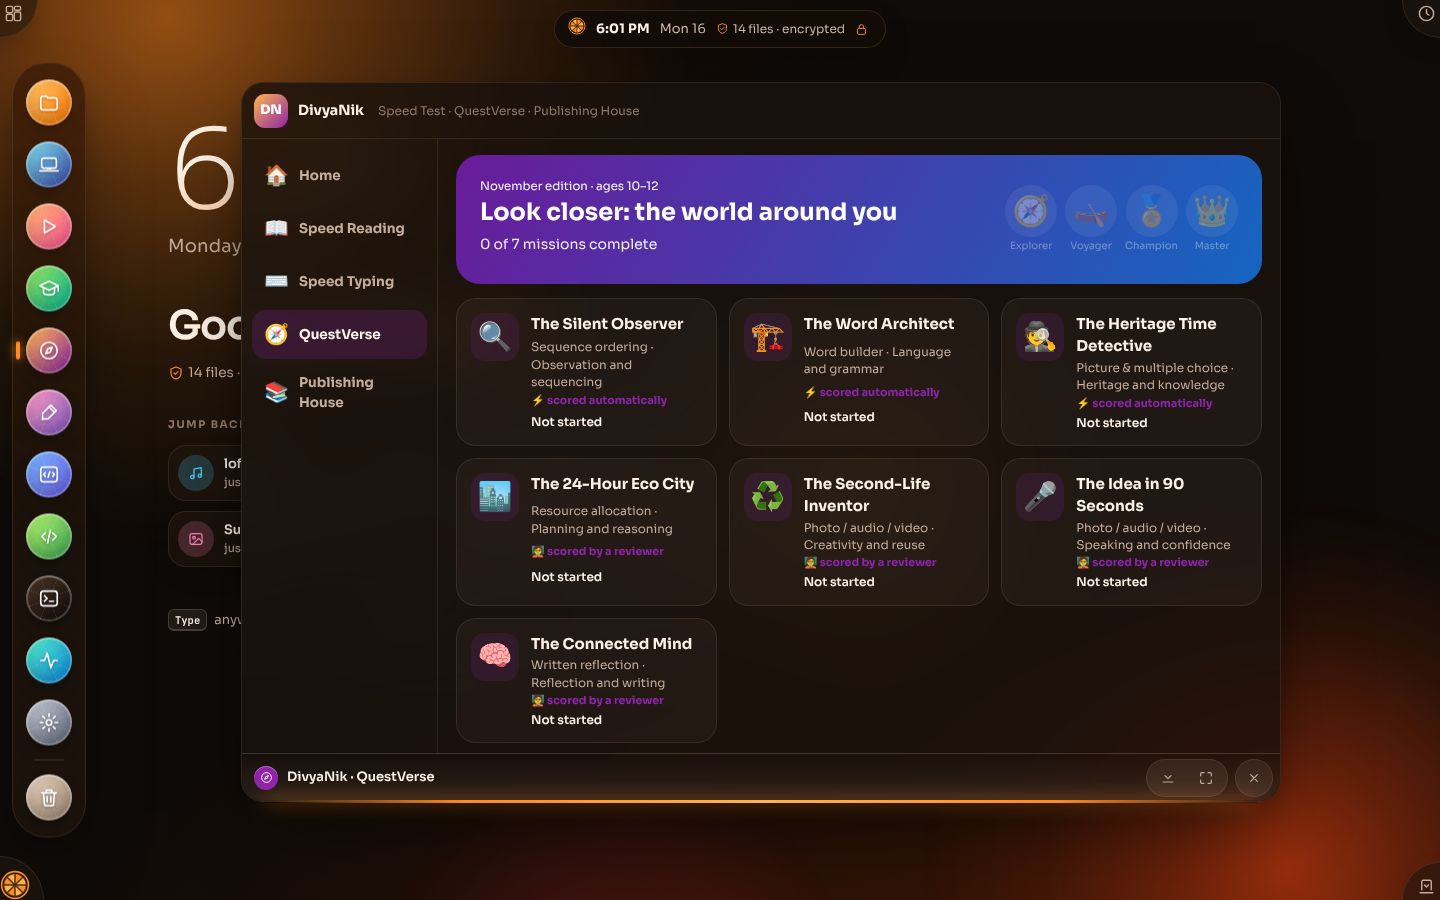 6:01 PM Mon 16 14 files · encrypted
DN DivyaNik Speed Test · QuestVerse · Publishing House
6
Monday
Goo
14 files ·
JUMP BAC
lof
jus
Su
jus
Type anyw
Home
Speed Reading
Speed Typing
QuestVerse
Publishing
House
November edition · ages 10–12
Look closer: the world around you
0 of 7 missions complete
Explorer Voyager Champion Master
The Silent Observer
Sequence ordering ·
Observation and
sequencing
scored automatically
Not started
The Word Architect
Word builder · Language
and grammar
scored automatically
Not started
The Heritage Time
Detective
Picture & multiple choice ·
Heritage and knowledge
scored automatically
Not started
The 24-Hour Eco City
Resource allocation ·
Planning and reasoning
scored by a reviewer
Not started
The Second-Life
Inventor
Photo / audio / video ·
Creativity and reuse
scored by a reviewer
Not started
The Idea in 90
Seconds
Photo / audio / video ·
Speaking and confidence
scored by a reviewer
Not started
The Connected Mind
Written reflection ·
Reflection and writing
scored by a reviewer
Not started
DivyaNik · QuestVerse